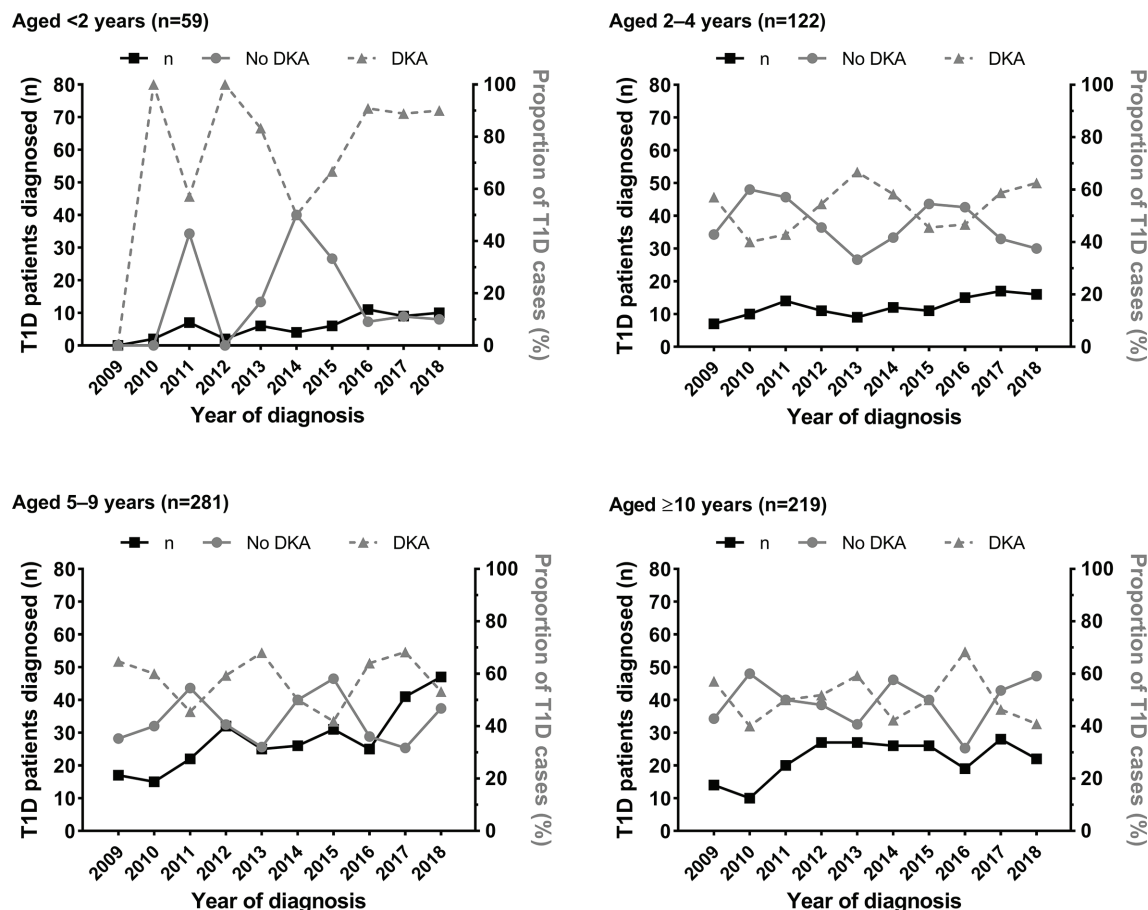 Aged <2 years (n=59)
n No DKA DKA
T1D patients diagnosed (n)
80
70
60
50
40
30
20
10
0
100
80
60
40
20
0
Proportion of T1D cases (%)
2009 2010 2011 2012 2013 2014 2015 2016 2017 2018
Year of diagnosis
Aged 2–4 years (n=122)
n No DKA DKA
T1D patients diagnosed (n)
80
70
60
50
40
30
20
10
0
100
80
60
40
20
0
Proportion of T1D cases (%)
2009 2010 2011 2012 2013 2014 2015 2016 2017 2018
Year of diagnosis
Aged 5–9 years (n=281)
n No DKA DKA
T1D patients diagnosed (n)
80
70
60
50
40
30
20
10
0
100
80
60
40
20
0
Proportion of T1D cases (%)
2009 2010 2011 2012 2013 2014 2015 2016 2017 2018
Year of diagnosis
Aged ≥10 years (n=219)
n No DKA DKA
T1D patients diagnosed (n)
80
70
60
50
40
30
20
10
0
100
80
60
40
20
0
Proportion of T1D cases (%)
2009 2010 2011 2012 2013 2014 2015 2016 2017 2018
Year of diagnosis